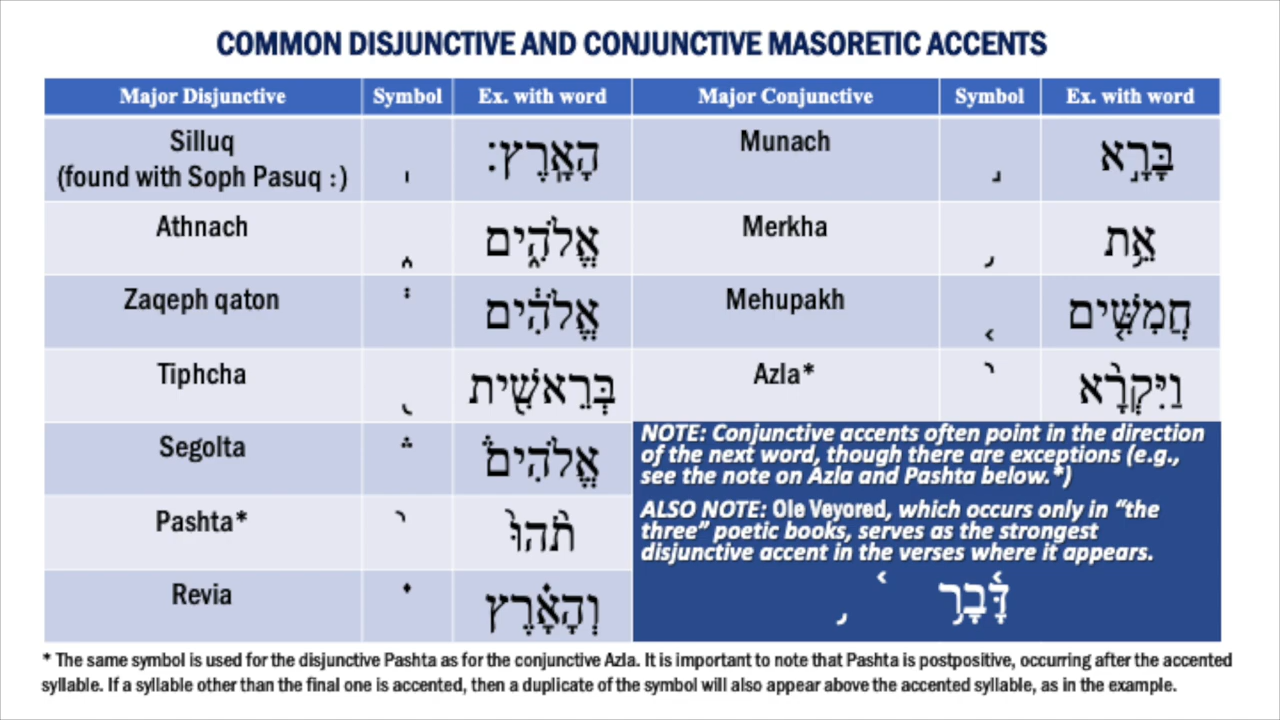 COMMON DISJUNCTIVE AND CONJUNCTIVE MASORETIC ACCENTS
Major Disjunctive Symbol Ex. with word Major Conjunctive Symbol Ex. with word
Silluq
(found with Soph Pasuq :) ֽ הָאָֽרֶץ׃ Munach ֣ בָּרָ֣א
Athnach ֑ אֱלֹהִ֑ים Merkha ֥ אֵ֥ת
Zaqeph qaton ֔ אֱלֹהִ֔ים Mehupakh ֤ חֲמִשִּׁ֤ים
Tiphcha ֖ בְּרֵאשִׁ֖ית Azla* ֨ וַיִּקְרָ֨א
Segolta ֒ אֱלֹהִים֒
Pashta* ֙ תֹ֙הוּ֙
Revia ֗ וְהָאָ֗רֶץ
NOTE: Conjunctive accents often point in the direction
of the next word, though there are exceptions (e.g.,
see the note on Azla and Pashta below.*)
ALSO NOTE: Ole Veyored, which occurs only in “the
three” poetic books, serves as the strongest
disjunctive accent in the verses where it appears.
֥ ֫ דָּ֫בָ֥ר
* The same symbol is used for the disjunctive Pashta as for the conjunctive Azla. It is important to note that Pashta is postpositive, occurring after the accented
syllable. If a syllable other than the final one is accented, then a duplicate of the symbol will also appear above the accented syllable, as in the example.